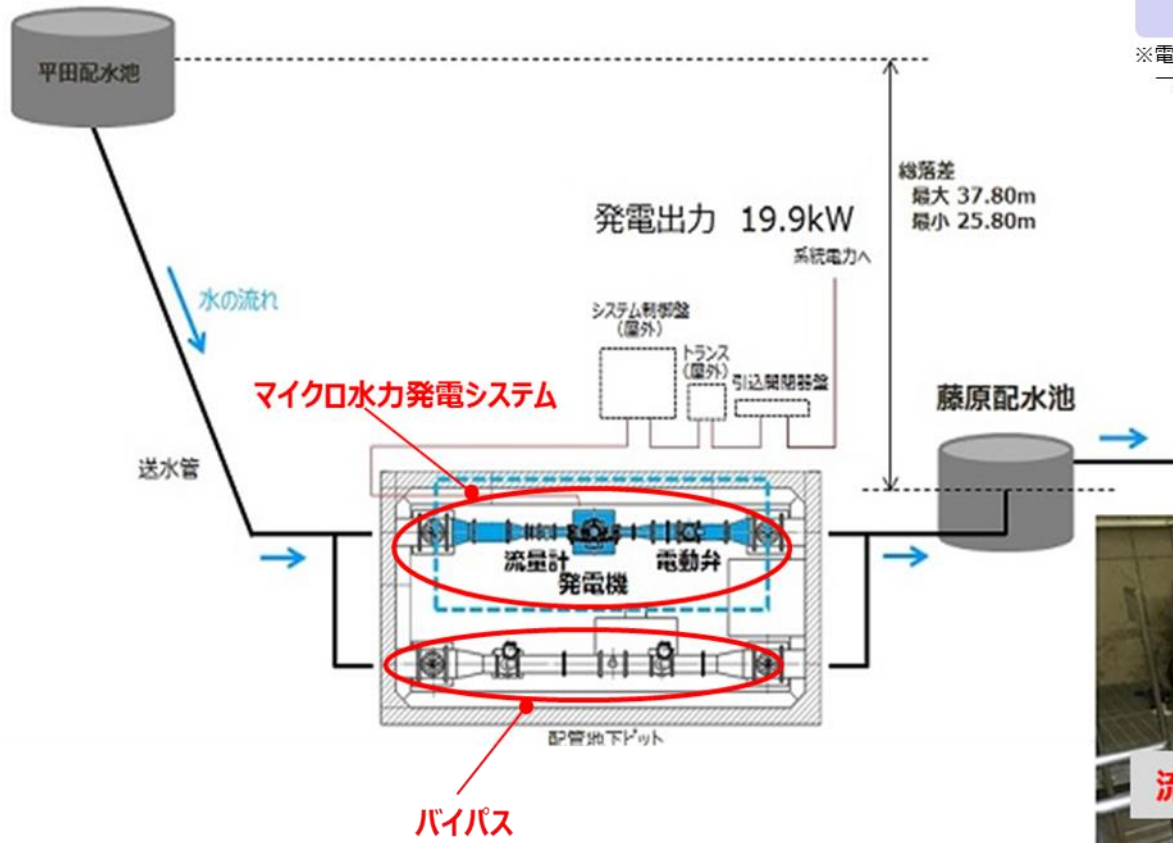 平田配水池
※電
総落差
最大 37.80m
最小 25.80m
発電出力 19.9kW
系統電力へ
水の流れ
システム制御盤
(屋外)
トランス
(屋外)
引込開閉器盤
マイクロ水力発電システム
藤原配水池
送水管
流量計
電動弁
発電機
配管地下ピット
バイパス
流